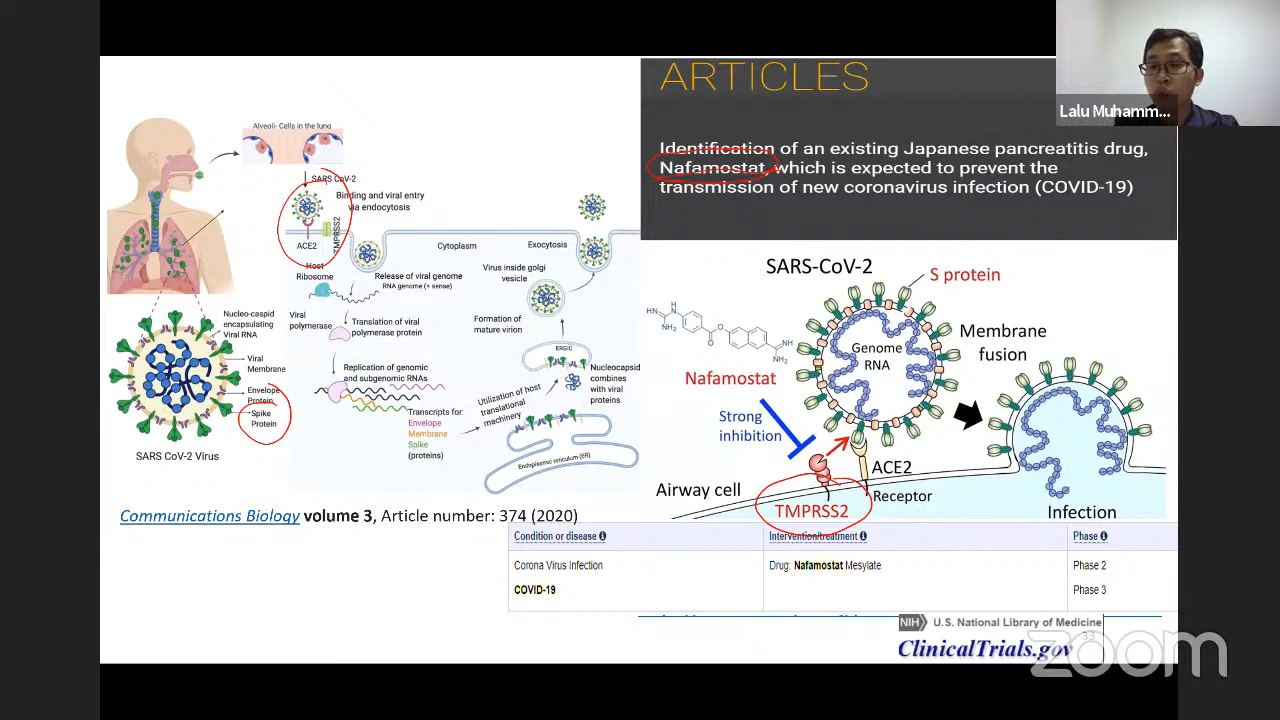 ARTICLES
Lalu Muhamm...
Identification of an existing Japanese pancreatitis drug,
Nafamostat, which is expected to prevent the
transmission of new coronavirus infection (COVID-19)
Alveoli- Cells in the lung
SARS CoV-2
Binding and viral entry
via endocytosis
ACE2
TMPRSS2
Cytoplasm
Exocytosis
Host
Ribosome
Release of viral genome
RNA genome (+ sense)
Virus inside golgi
vesicle
Viral
polymerase
Translation of viral
polymerase protein
Formation of
mature virion
ERGIC
Replication of genomic
and subgenomic RNAs
Nucleocapsid
combines
with viral
proteins
Utilization of host
translational
machinery
Transcripts for:
Envelope
Membrane
Spike
(proteins)
Endoplasmic reticulum (ER)
Nucleo-caspid
encapsulating
Viral RNA
Viral
Membrane
Envelope
Protein
Spike
Protein
SARS CoV-2 Virus
Communications Biology volume 3, Article number: 374 (2020)
SARS-CoV-2
S protein
HN
H
N
NH2
O
O
NH
NH2
Genome
RNA
Membrane
fusion
Nafamostat
Strong
inhibition
ACE2
Receptor
Airway cell
TMPRSS2
Infection
Condition or disease
Intervention/treatment
Phase
Corona Virus Infection
Drug: Nafamostat Mesylate
Phase 2
COVID-19
Phase 3
NIH U.S. National Library of Medicine
ClinicalTrials.gov
33
zoom